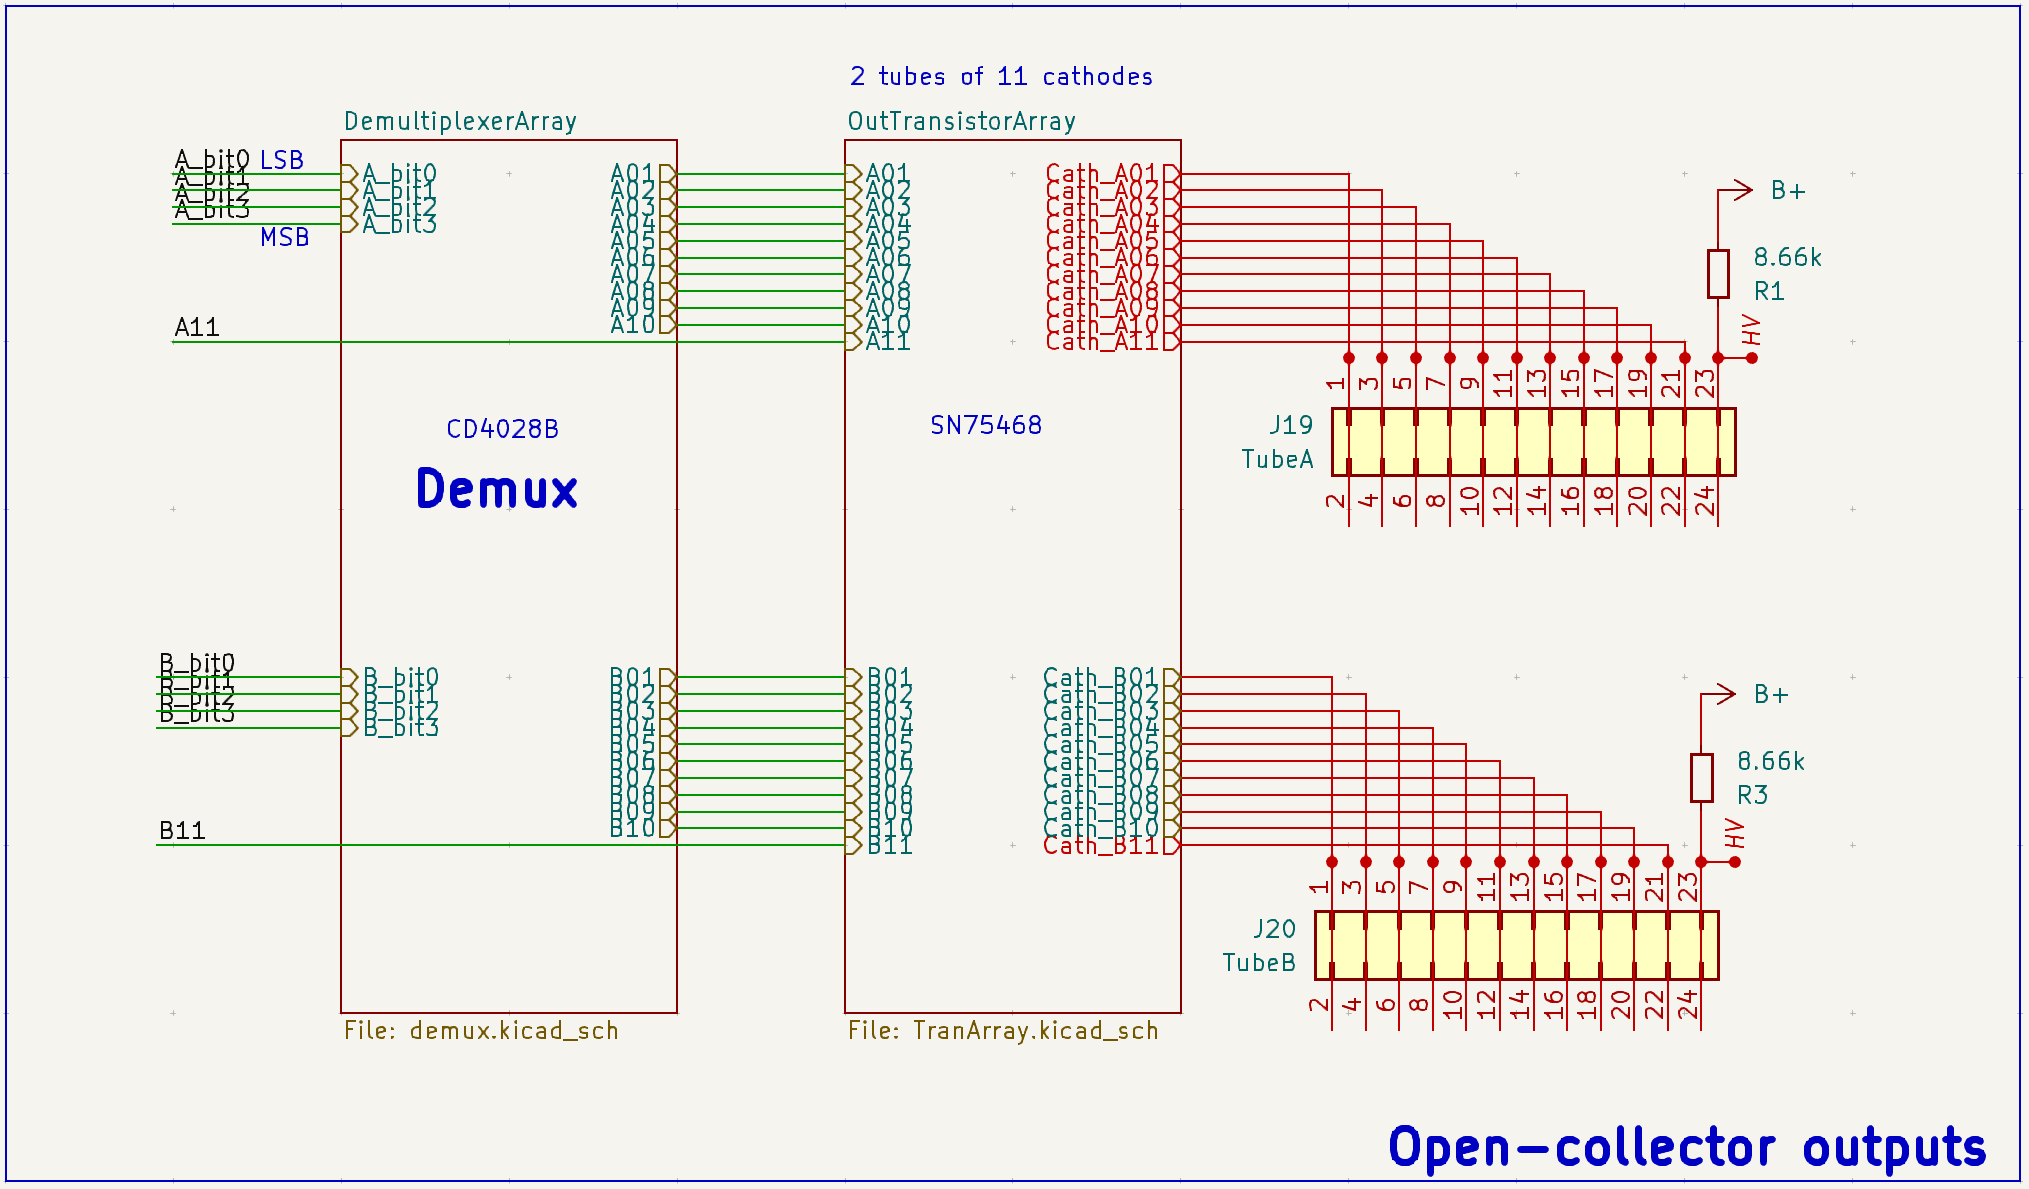 2 tubes of 11 cathodes
DemultiplexerArray
OutTransistorArray
A_bit0
A_bit1
A_bit2
A_bit3
LSB
MSB
A11
A_bit0
A_bit1
A_bit2
A_bit3
A01
A02
A03
A04
A05
A06
A07
A08
A09
A10
A01
A02
A03
A04
A05
A06
A07
A08
A09
A10
A11
Cath_A01
Cath_A02
Cath_A03
Cath_A04
Cath_A05
Cath_A06
Cath_A07
Cath_A08
Cath_A09
Cath_A10
Cath_A11
B+
8.66k
R1
HV
1 3 5 7 9 11 13 15 17 19 21 23
J19
TubeA
2 4 6 8 10 12 14 16 18 20 22 24
CD4028B
Demux
SN75468
B_bit0
B_bit1
B_bit2
B_bit3
B11
B_bit0
B_bit1
B_bit2
B_bit3
B01
B02
B03
B04
B05
B06
B07
B08
B09
B10
B01
B02
B03
B04
B05
B06
B07
B08
B09
B10
B11
Cath_B01
Cath_B02
Cath_B03
Cath_B04
Cath_B05
Cath_B06
Cath_B07
Cath_B08
Cath_B09
Cath_B10
Cath_B11
B+
8.66k
R3
HV
1 3 5 7 9 11 13 15 17 19 21 23
J20
TubeB
2 4 6 8 10 12 14 16 18 20 22 24
File: demux.kicad_sch
File: TranArray.kicad_sch
Open-collector outputs